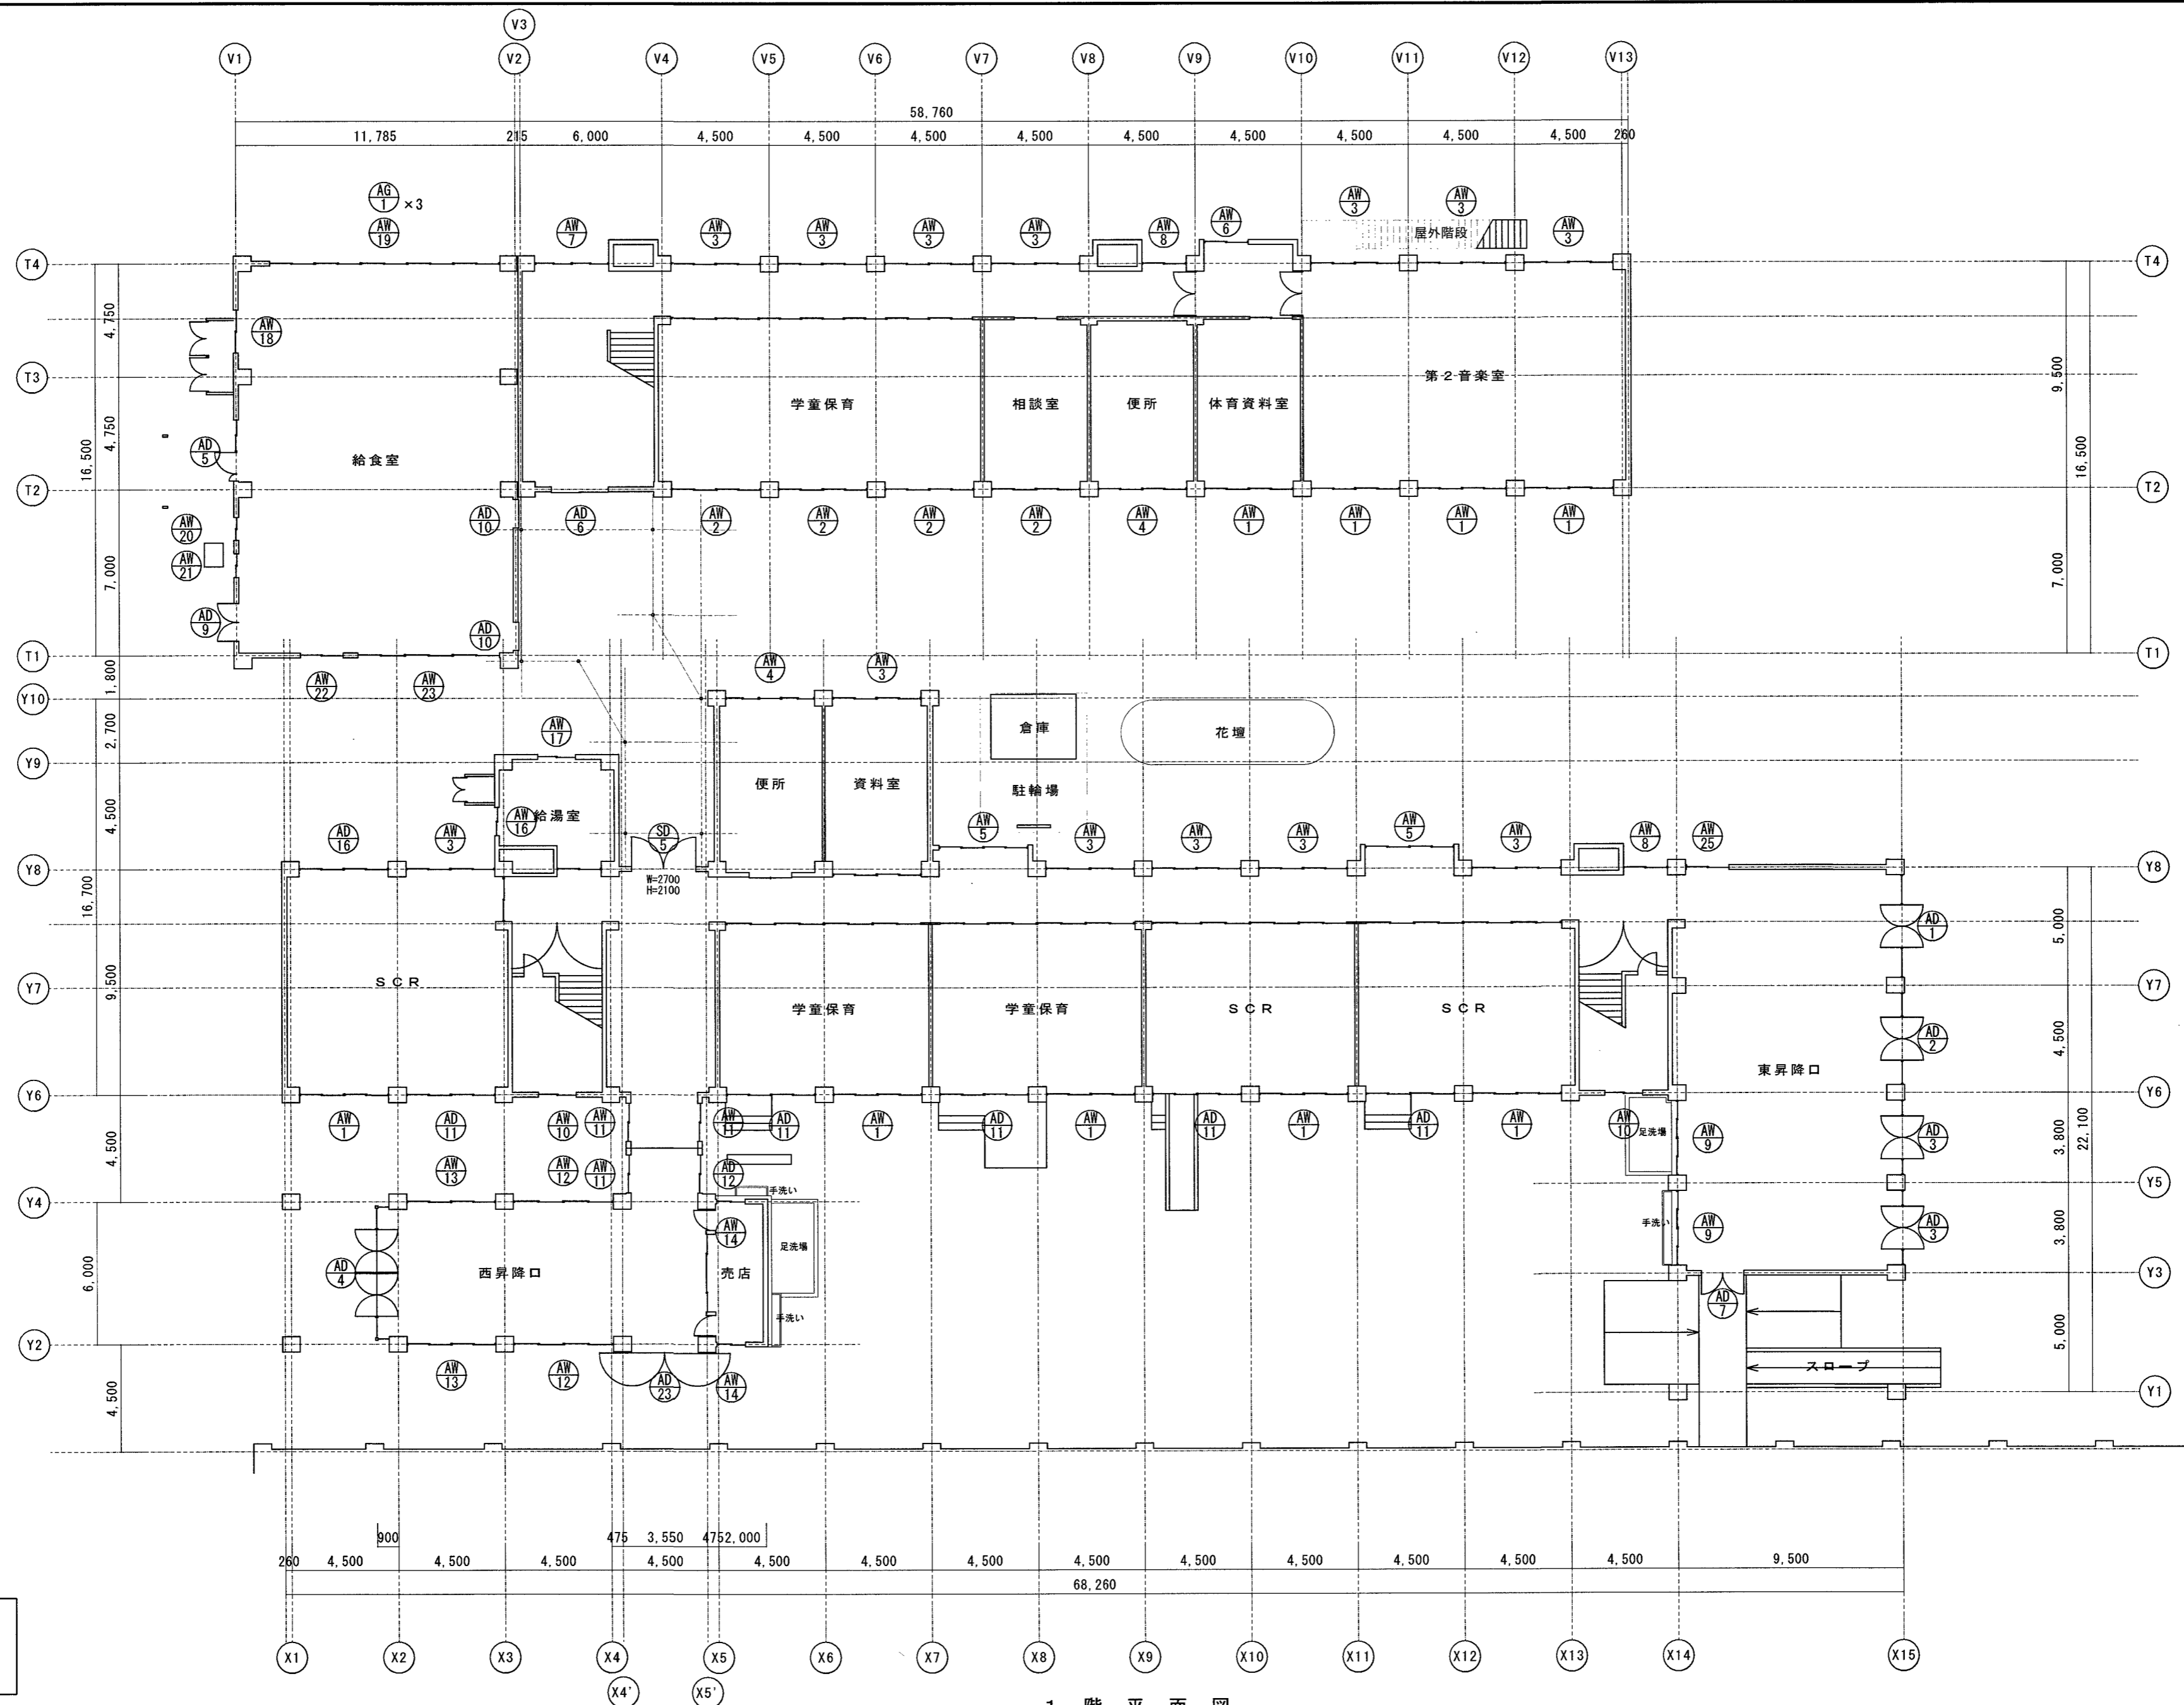 V3
V1 V2 V4 V5 V6 V7 V8 V9 V10 V11 V12 V13
58,760
11,785 215 6,000 4,500 4,500 4,500 4,500 4,500 4,500 4,500 4,500 4,500 260
AG 1 ×3
AW 19 AW 7 AW 3 AW 3 AW 3 AW 3 AW 8 AW 6 AW 3 AW 3 AW 3
屋外階段
T4 T4
4,750
AW 18
T3
第2音楽室
9,500
学童保育 相談室 便所 体育資料室
4,750
AD 5
給食室
16,500 16,500
T2 T2
AW 20 AD 10 AD 6 AW 2 AW 2 AW 2 AW 2 AW 4 AW 1 AW 1 AW 1 AW 1
AW 21
7,000 7,000
AD 9 AD 10
T1 T1
1,800
AW 22 AW 23 AW 4 AW 3
Y10
2,700
AW 17
倉庫 花壇
Y9
便所 資料室 駐輪場
4,500
AW 16 給湯室
AD 16 AW 3 SD 5 AW 5 AW 3 AW 3 AW 3 AW 5 AW 3 AW 8 AW 25
Y8 Y8
W=2700
H=2100
16,700
AD 1
5,000
SCR
9,500
Y7 Y7
学童保育 学童保育 SCR SCR
4,500
AD 2
東昇降口
Y6 Y6
AW 1 AD 11 AW 10 AW 11 AW 11 AD 11 AW 1 AD 11 AW 1 AD 11 AW 1 AD 11 AW 1 AW 10
足洗場
AW 9 AD 3
3,800 22,100
4,500
AW 13 AW 12 AW 11 AD 12
手洗い
Y5
Y4
手洗い
AW 9 AD 3
3,800
AW 14
足洗場
6,000
AD 4 西昇降口 売店
Y3
AD 7
手洗い
Y2
5,000
スロープ
AW 13 AW 12 AD 23 AW 14
4,500
Y1
900 475 3,550 475 2,000
260 4,500 4,500 4,500 4,500 4,500 4,500 4,500 4,500 4,500 4,500 4,500 4,500 4,500 9,500
68,260
X1 X2 X3 X4 X5 X6 X7 X8 X9 X10 X11 X12 X13 X14 X15
X4' X5'
1階平面図